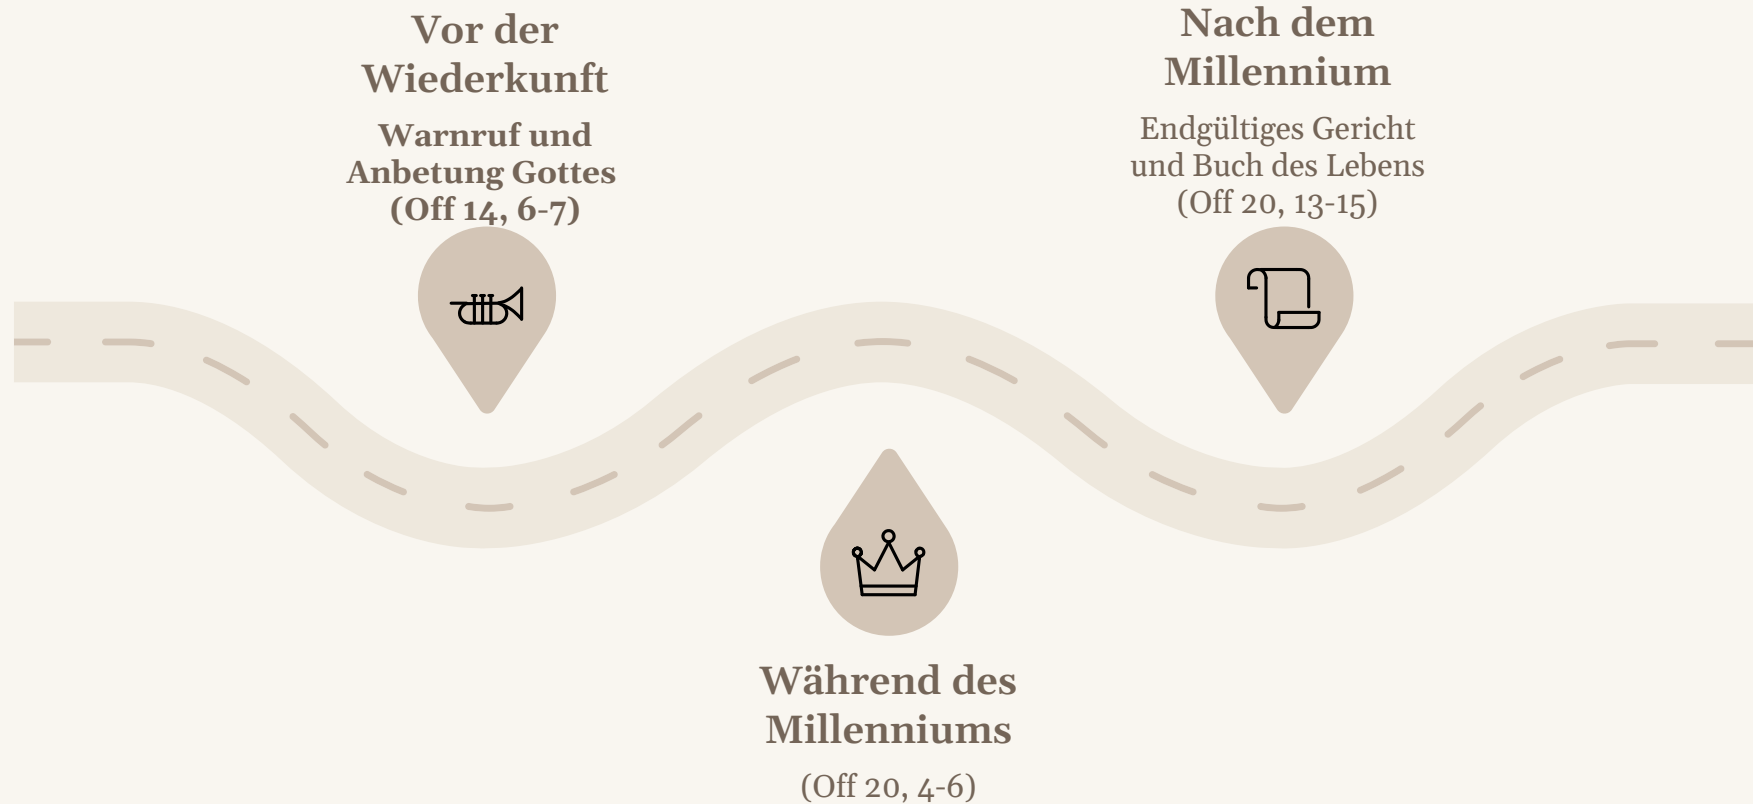 Vor der
Wiederkunft
Warnruf und
Anbetung Gottes
(Off 14, 6-7)
Nach dem
Millennium
Endgültiges Gericht
und Buch des Lebens
(Off 20, 13-15)
Während des
Millenniums
(Off 20, 4-6)